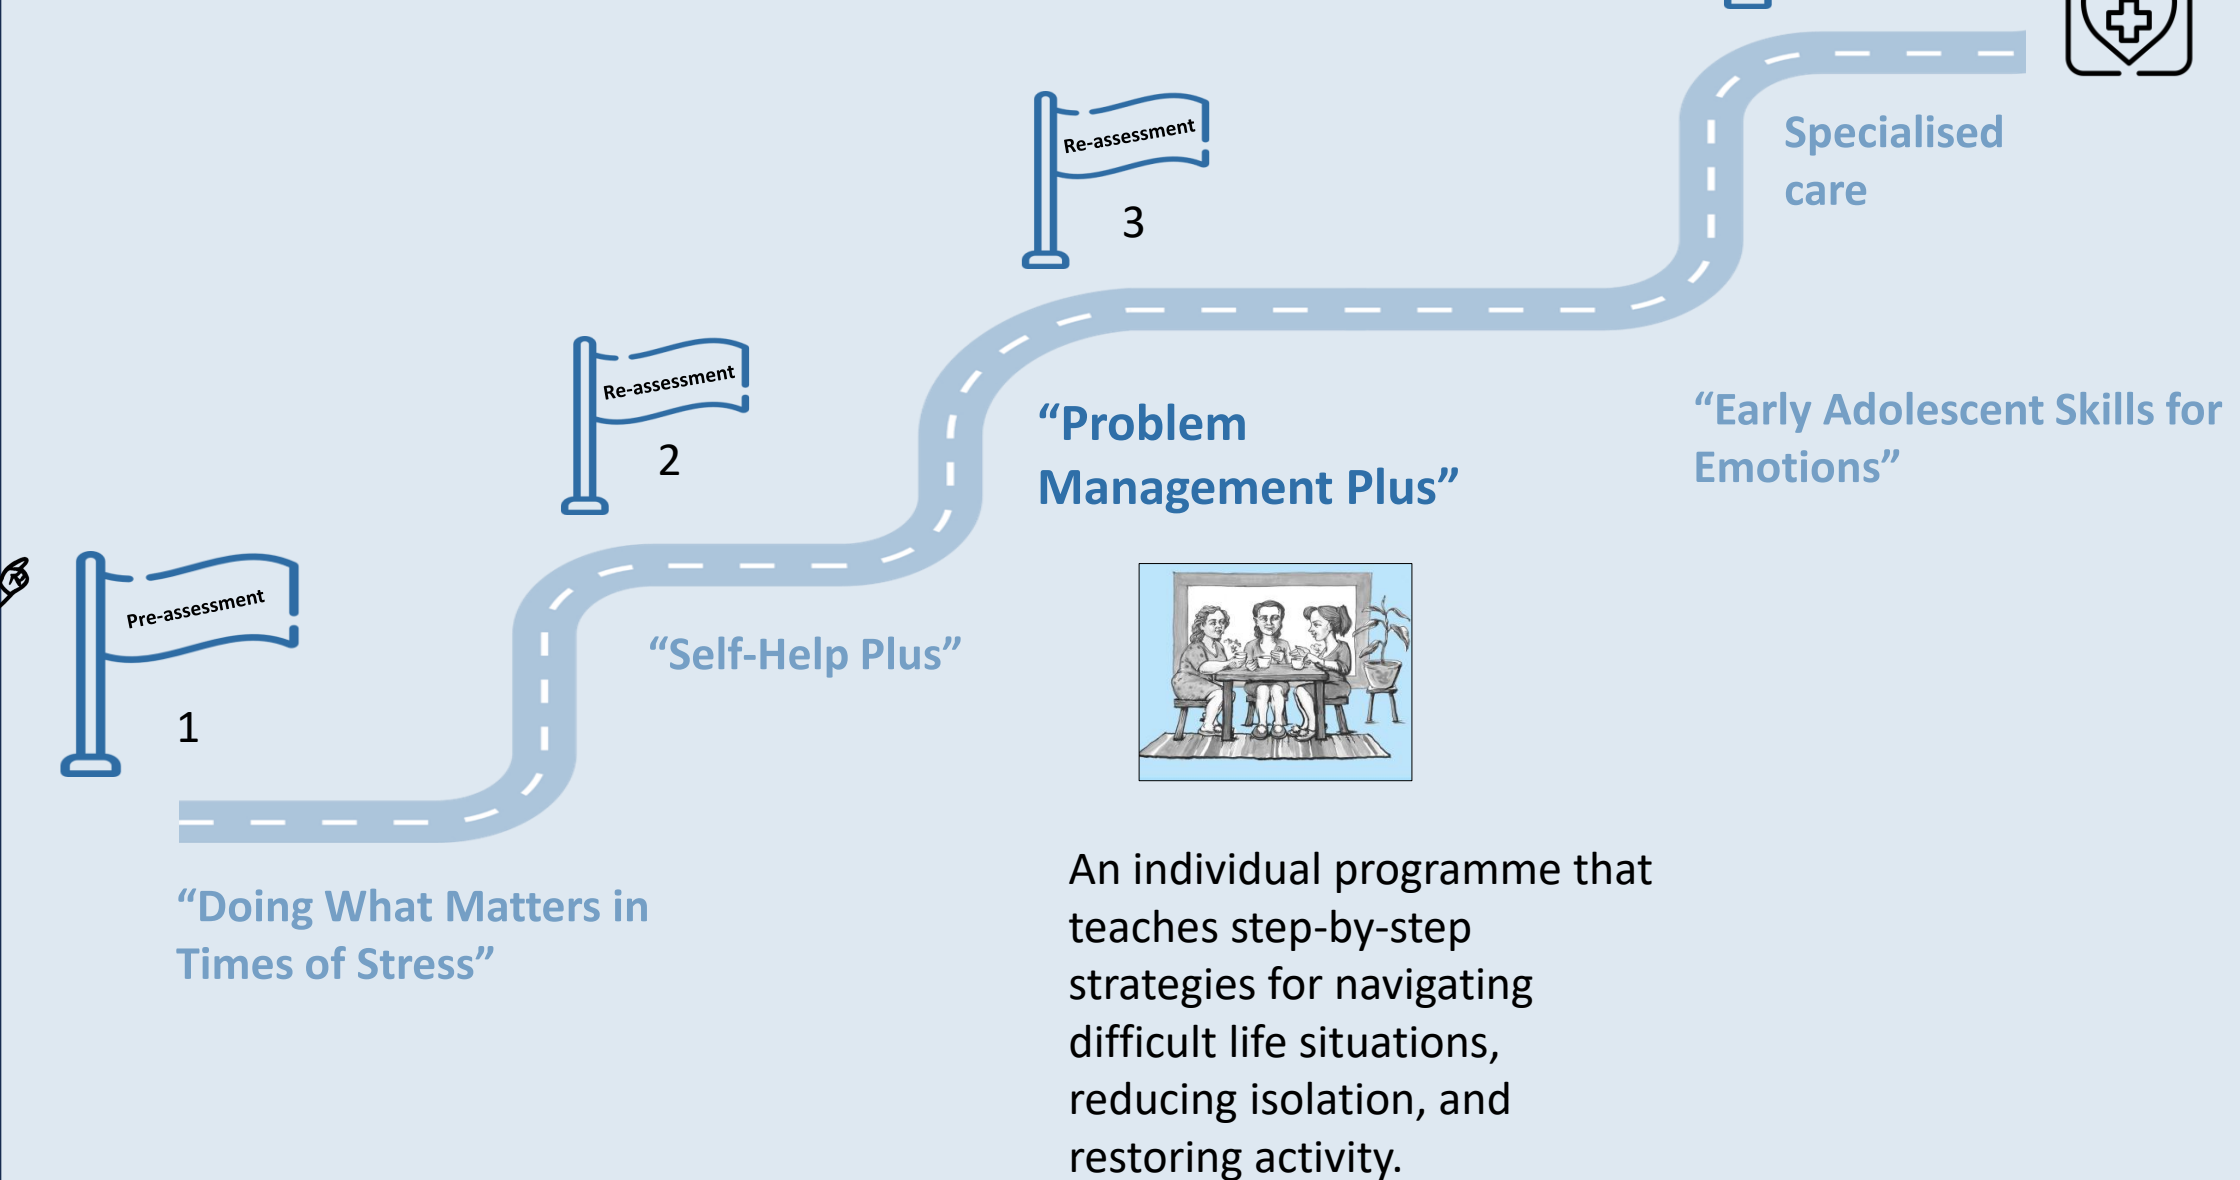 Re-assessment
3
Specialised
care
Re-assessment
2
“Problem
Management Plus”
“Early Adolescent Skills for
Emotions”
Pre-assessment
1
“Self-Help Plus”
“Doing What Matters in
Times of Stress”
An individual programme that
teaches step-by-step
strategies for navigating
difficult life situations,
reducing isolation, and
restoring activity.